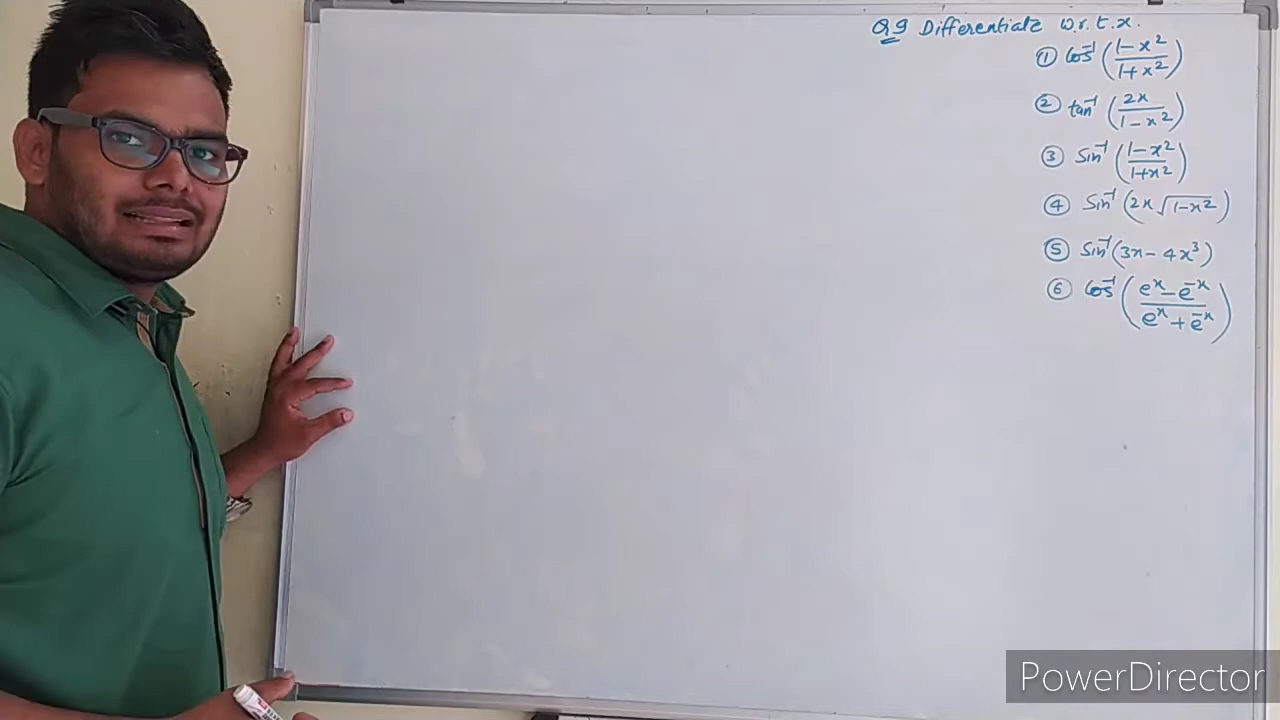 Q9 Differentiate w.r.t. x.
① cos⁻¹ (1-x² / 1+x²)
② tan⁻¹ (2x / 1-x²)
③ Sin⁻¹ (1-x² / 1+x²)
④ Sin⁻¹ (2x √1-x²)
⑤ Sin⁻¹ (3x - 4x³)
⑥ cos⁻¹ (eˣ - e⁻ˣ / eˣ + e⁻ˣ)
PowerDirector